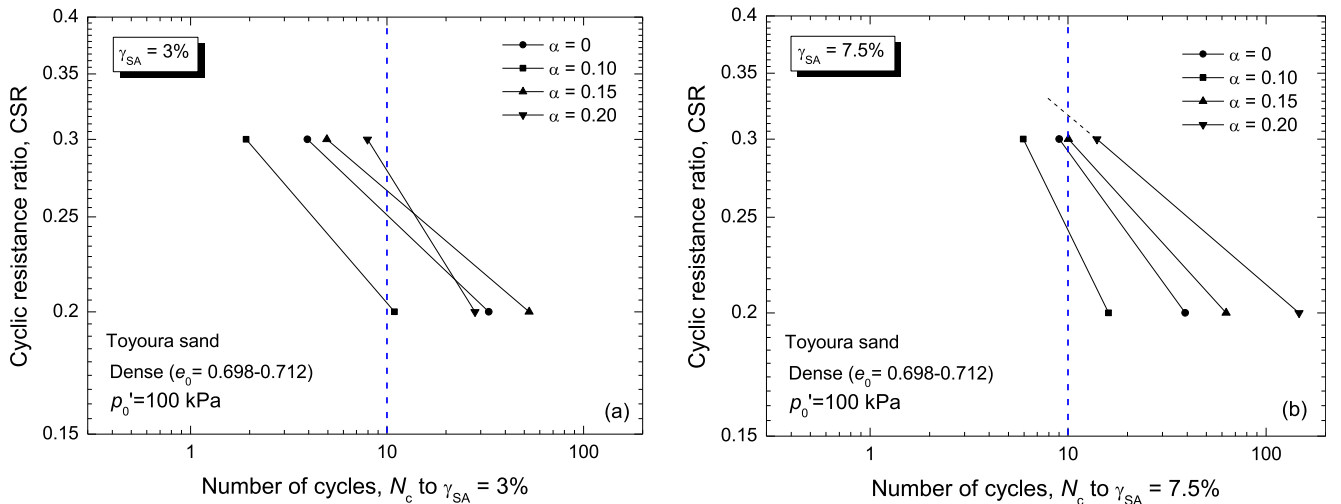 γSA = 3%
α = 0
α = 0.10
α = 0.15
α = 0.20
0.4
0.35
0.3
0.25
0.2
0.15
Cyclic resistance ratio, CSR
Toyoura sand
Dense (e0= 0.698-0.712)
p0'=100 kPa
(a)
1
10
100
Number of cycles, Nc to γSA = 3%
γSA = 7.5%
α = 0
α = 0.10
α = 0.15
α = 0.20
0.4
0.35
0.3
0.25
0.2
0.15
Cyclic resistance ratio, CSR
Toyoura sand
Dense (e0= 0.698-0.712)
p0'=100 kPa
(b)
1
10
100
Number of cycles, Nc to γSA = 7.5%